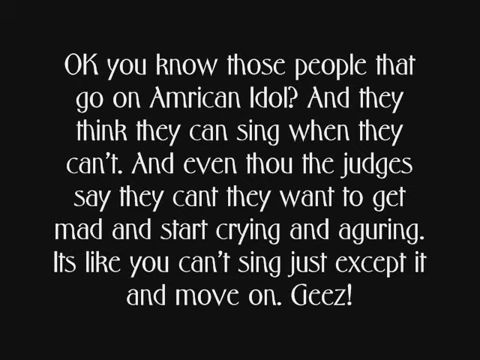 OK you know those people that
go on Amrican Idol? And they
think they can sing when they
can't. And even thou the judges
say they cant they want to get
mad and start crying and aguring.
Its like you can't sing just except it
and move on. Geez!